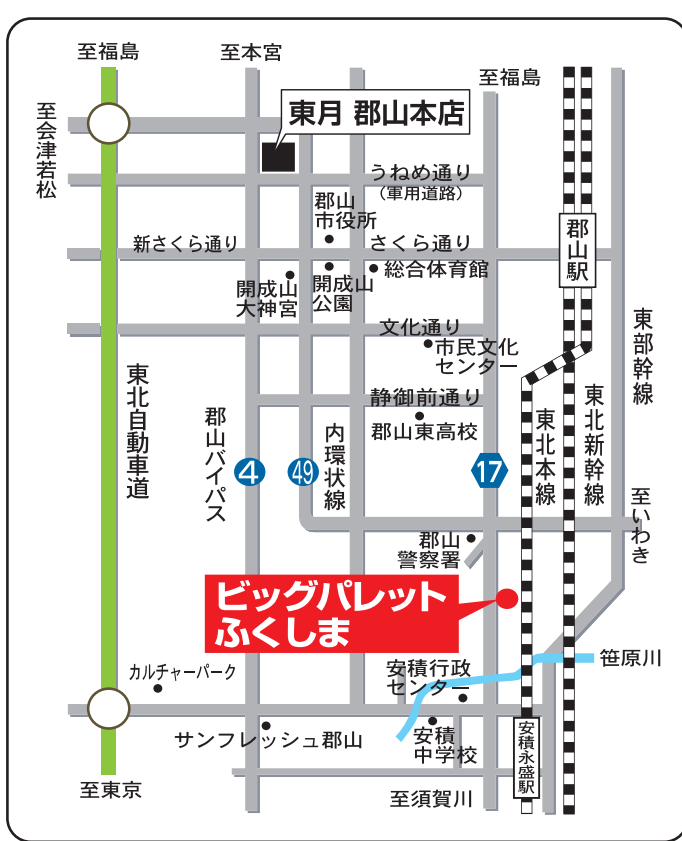 至福島
至本宮
至福島
至会津若松
東月 郡山本店
うねめ通り
(軍用道路)
郡山
市役所
新さくら通り
さくら通り
郡山駅
総合体育館
開成山
大神宮
開成山
公園
文化通り
市民文化
センター
東部幹線
東北自動車道
静御前通り
郡山東高校
郡山バイパス
内環状線
東北本線
東北新幹線
4
49
17
至いわき
郡山
警察署
ビッグパレット
ふくしま
笹原川
カルチャーパーク
安積行政
センター
サンフレッシュ郡山
安積
中学校
安積永盛駅
至東京
至須賀川